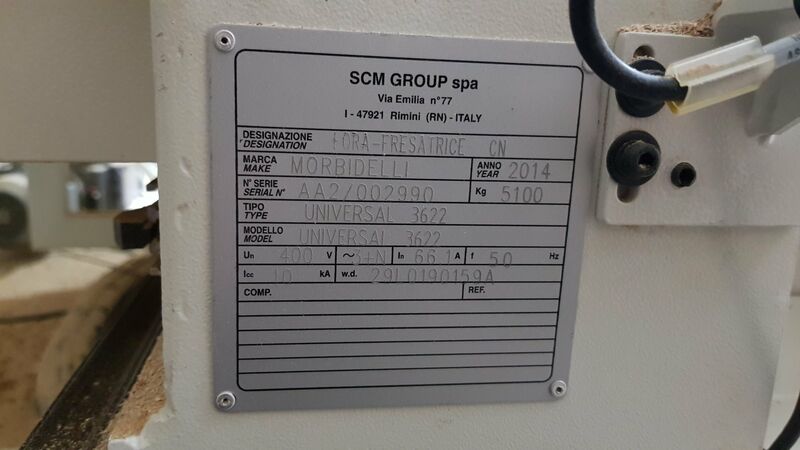 SCM GROUP spa
Via Emilia n°77
I - 47921 Rimini (RN) - ITALY
DESIGNAZIONE
DESIGNATION FORA-FRESATRICE CN
MARCA
MAKE MORBIDELLI ANNO
YEAR 2014
N° SERIE
SERIAL N° AA2/002990 Kg 5100
TIPO
TYPE UNIVERSAL 3622
MODELLO
MODEL UNIVERSAL 3622
Un 400 V ~ 3+N In 66.1 A f 50 Hz
Icc 10 kA w.d. 29L0190159A
COMP. REF.